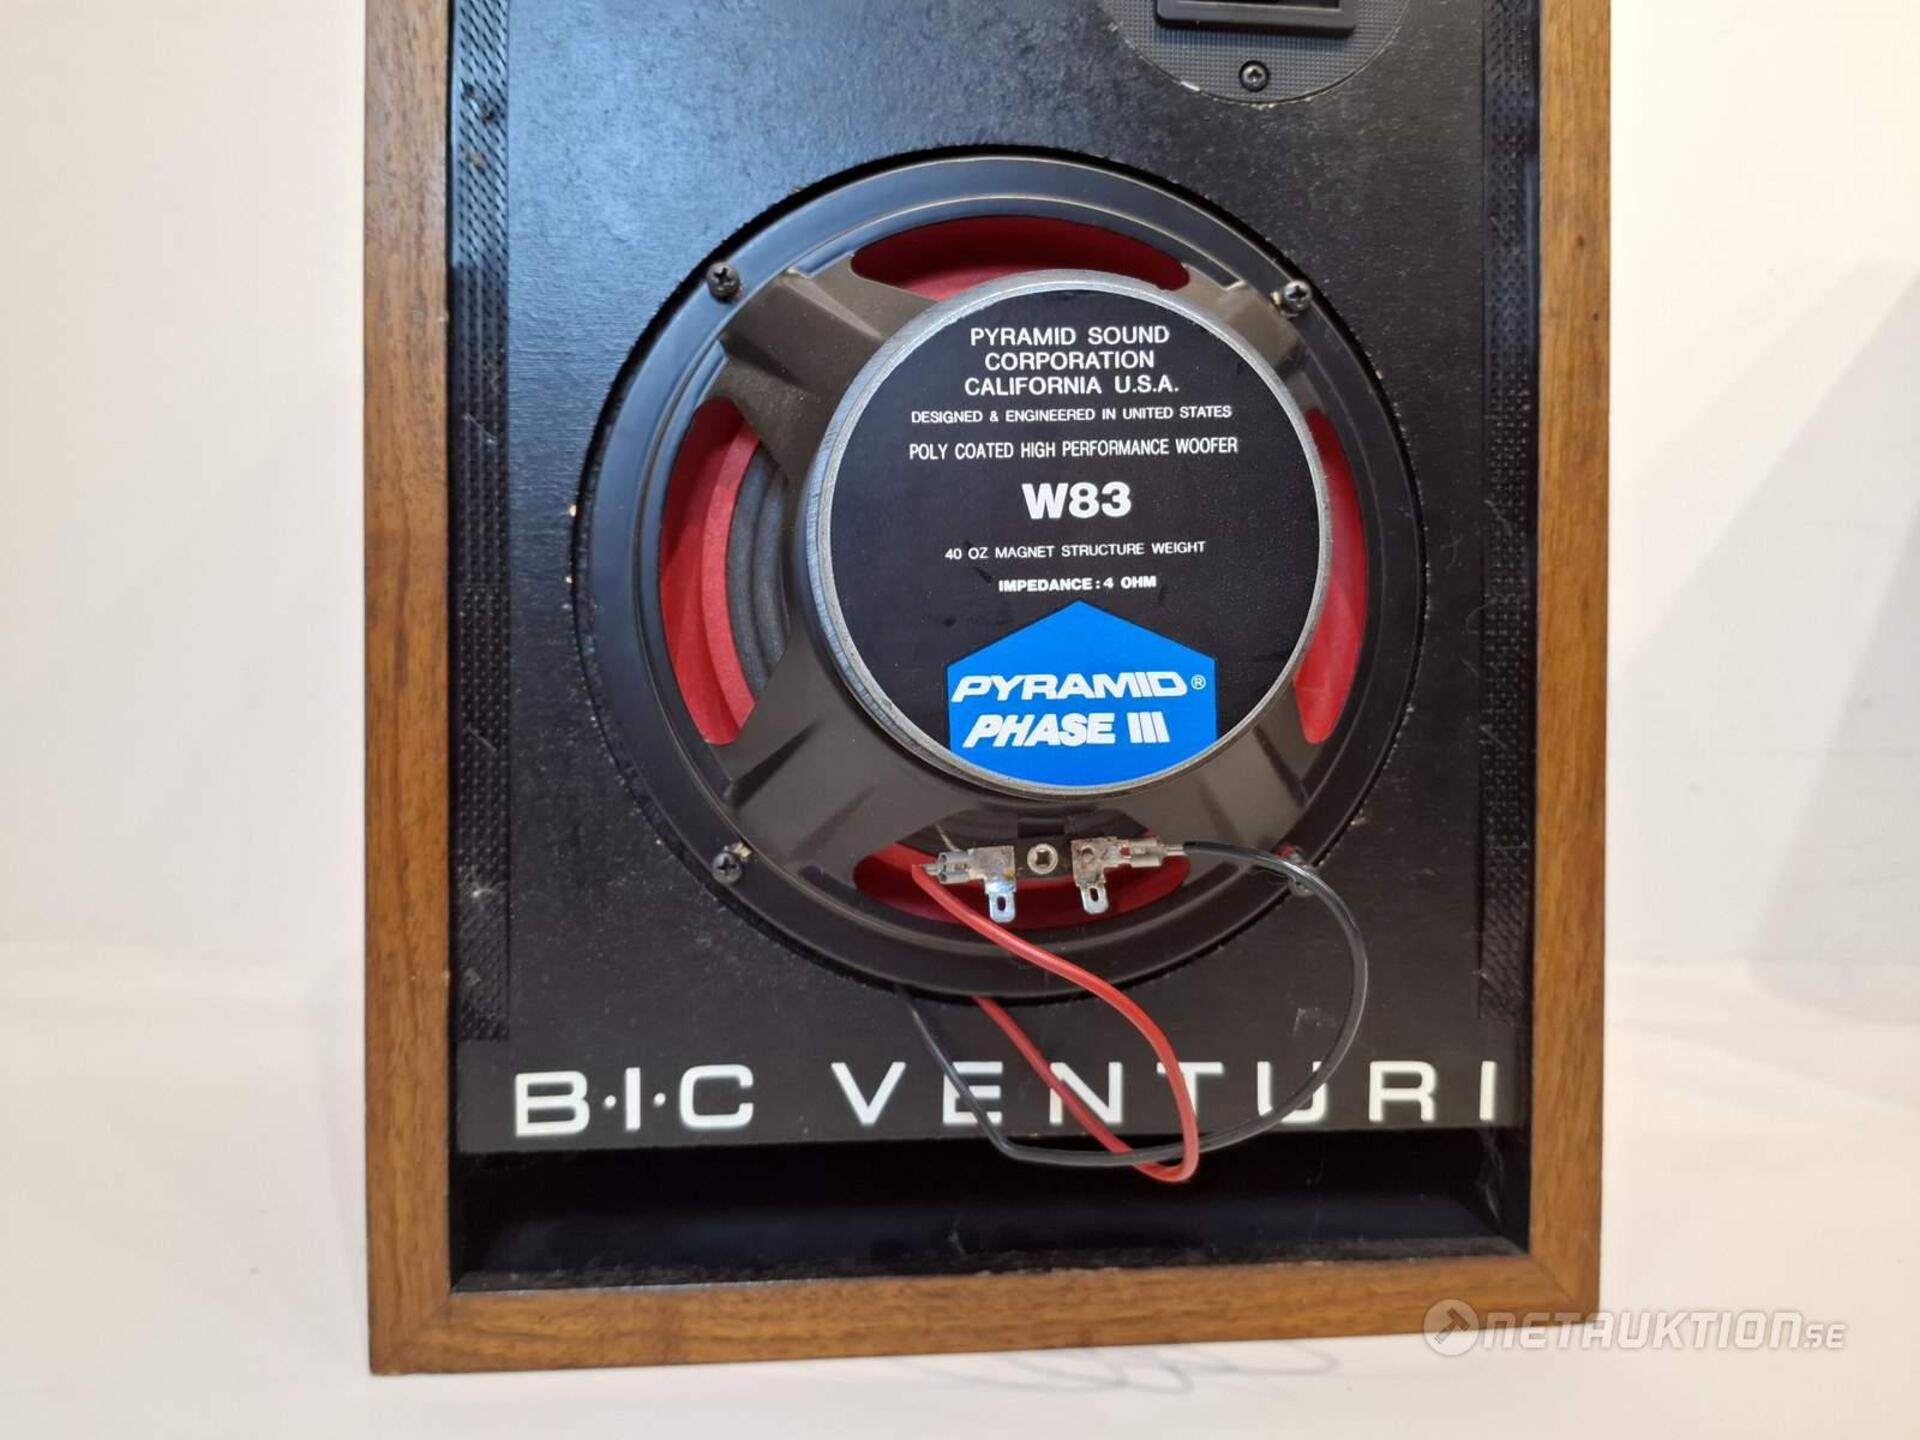 PYRAMID SOUND
CORPORATION
CALIFORNIA U.S.A.
DESIGNED & ENGINEERED IN UNITED STATES
POLY COATED HIGH PERFORMANCE WOOFER
W83
40 OZ MAGNET STRUCTURE WEIGHT
IMPEDANCE : 4 OHM
PYRAMID®
PHASE III
B·I·C VENTURI
NETAUKTION.SE